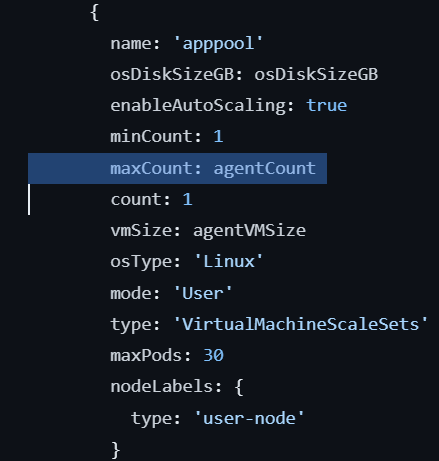 {
name: 'apppool'
osDiskSizeGB: osDiskSizeGB
enableAutoScaling: true
minCount: 1
maxCount: agentCount
count: 1
vmSize: agentVMSize
osType: 'Linux'
mode: 'User'
type: 'VirtualMachineScaleSets'
maxPods: 30
nodeLabels: {
type: 'user-node'
}